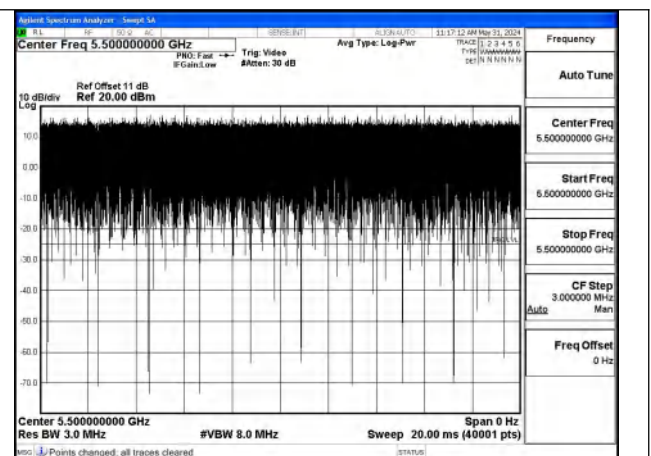 Agilent Spectrum Analyzer - Swept SA
RL RF 50 Ω AC SENSE:INT ALIGN AUTO 11:17:12 AM May 31, 2024
Center Freq 5.500000000 GHz
PNO: Fast
IFGain:Low
Trig: Video
#Atten: 30 dB
Avg Type: Log-Pwr
TRACE 1 2 3 4 5 6
TYPE
DET N N N N N N
Ref Offset 11 dB
Ref 20.00 dBm
10 dB/div
Log
10.0
0.00
-10.0
-20.0
-30.0
-40.0
-50.0
-60.0
-70.0
Center 5.500000000 GHz
Span 0 Hz
Res BW 3.0 MHz
#VBW 8.0 MHz
Sweep 20.00 ms (40001 pts)
MSG Points changed; all traces cleared
STATUS
Frequency
Auto Tune
Center Freq
5.500000000 GHz
Start Freq
5.500000000 GHz
Stop Freq
5.500000000 GHz
CF Step
3.000000 MHz
Auto Man
Freq Offset
0 Hz